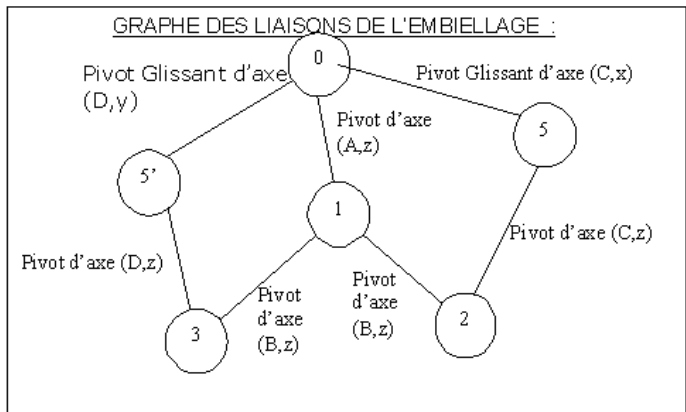 GRAPHE DES LIAISONS DE L'EMBIELLAGE :
0
Pivot Glissant d'axe
(D,y)
Pivot Glissant d'axe (C,x)
Pivot d'axe
(A,z)
5
5'
1
Pivot d'axe (D,z)
Pivot d'axe (C,z)
Pivot
d'axe
(B,z)
Pivot
d'axe
(B,z)
3
2